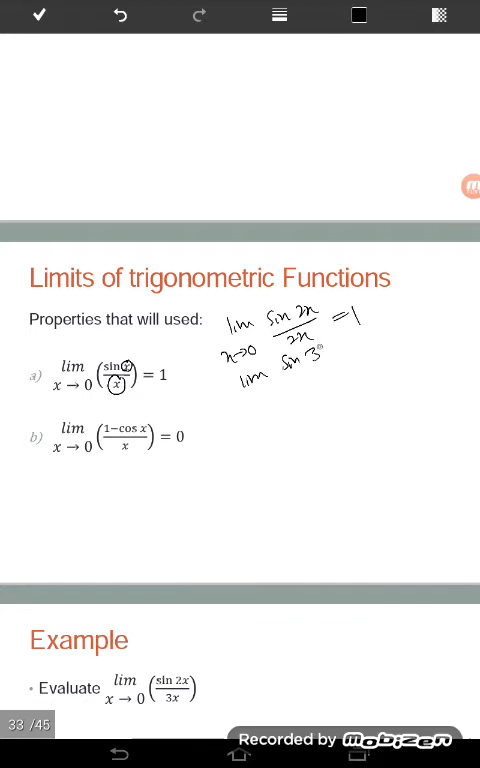 Limits of trigonometric Functions
Properties that will used:
lim x→0 sin 2x / 2x = 1
lim sin 3
a) lim x → 0 (sin x / x) = 1
b) lim x → 0 (1−cos x / x) = 0
Example
• Evaluate lim x → 0 (sin 2x / 3x)
33 /45
Recorded by Mobizen